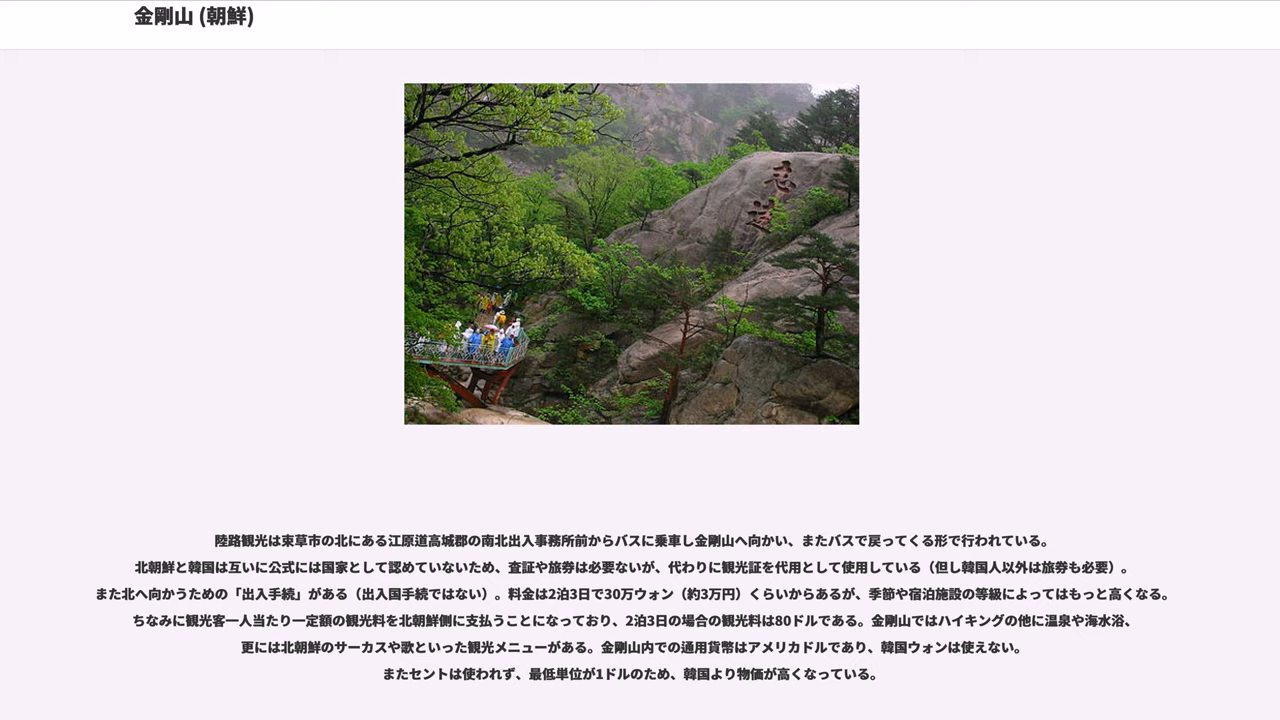 金剛山 (朝鮮)
陸路観光は束草市の北にある江原道高城郡の南北出入事務所前からバスに乗車し金剛山へ向かい、またバスで戻ってくる形で行われている。
北朝鮮と韓国は互いに公式には国家として認めていないため、査証や旅券は必要ないが、代わりに観光証を代用として使用している（但し韓国人以外は旅券も必要）。
また北へ向かうための「出入手続」がある（出入国手続ではない）。料金は2泊3日で30万ウォン（約3万円）くらいからあるが、季節や宿泊施設の等級によってはもっと高くなる。
ちなみに観光客一人当たり一定額の観光料を北朝鮮側に支払うことになっており、2泊3日の場合の観光料は80ドルである。金剛山ではハイキングの他に温泉や海水浴、
更には北朝鮮のサーカスや歌といった観光メニューがある。金剛山内での通用貨幣はアメリカドルであり、韓国ウォンは使えない。
またセントは使われず、最低単位が1ドルのため、韓国より物価が高くなっている。